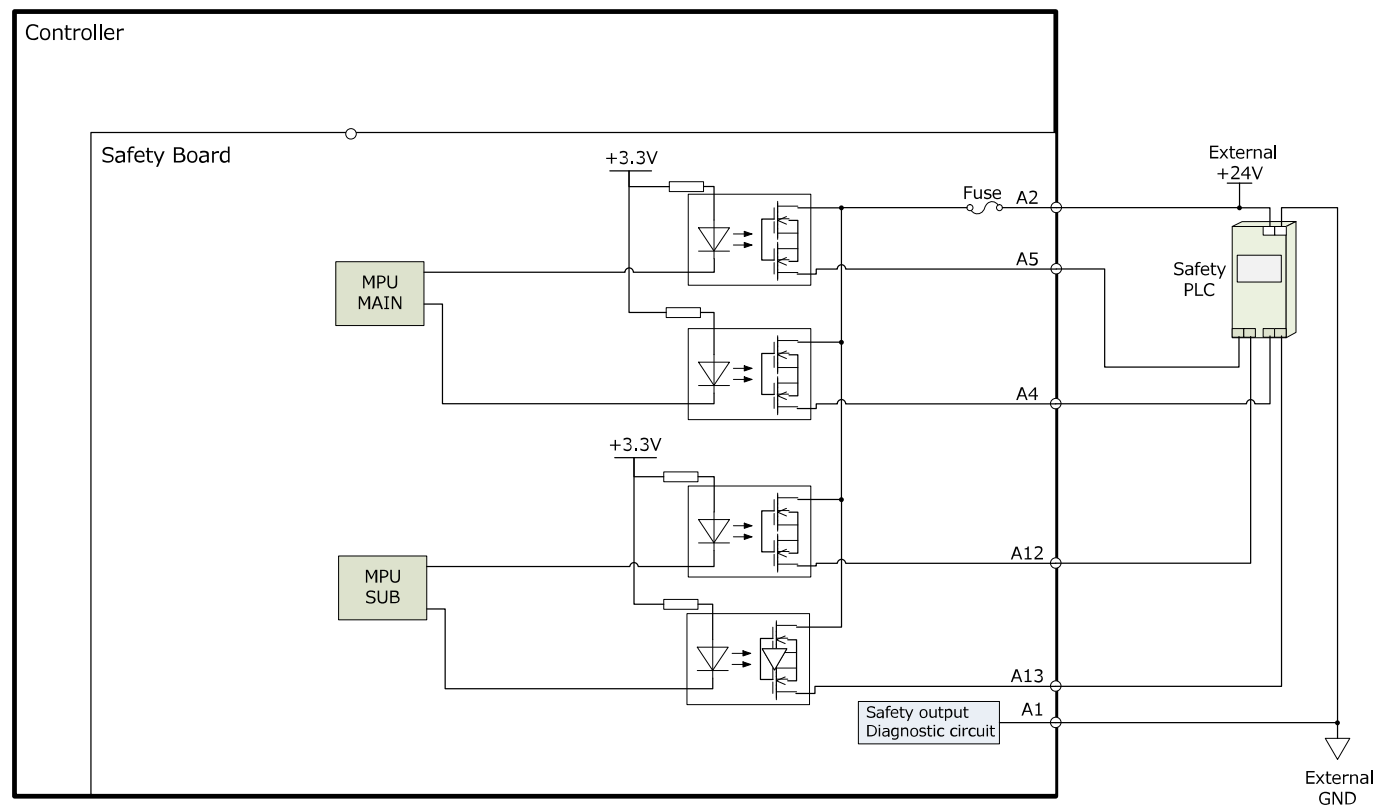 Controller
Safety Board
+3.3V
External
+24V
Fuse
A2
A5
Safety
PLC
MPU
MAIN
A4
+3.3V
A12
MPU
SUB
A13
Safety output
Diagnostic circuit
A1
External
GND